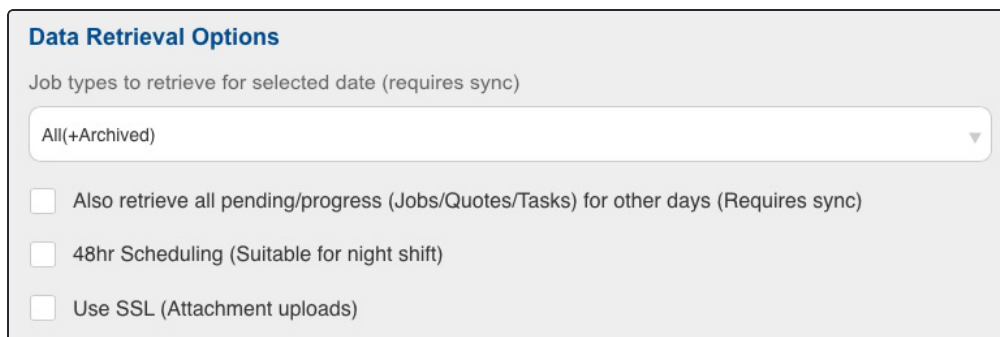 Data Retrieval Options
Job types to retrieve for selected date (requires sync)
All(+Archived)
Also retrieve all pending/progress (Jobs/Quotes/Tasks) for other days (Requires sync)
48hr Scheduling (Suitable for night shift)
Use SSL (Attachment uploads)